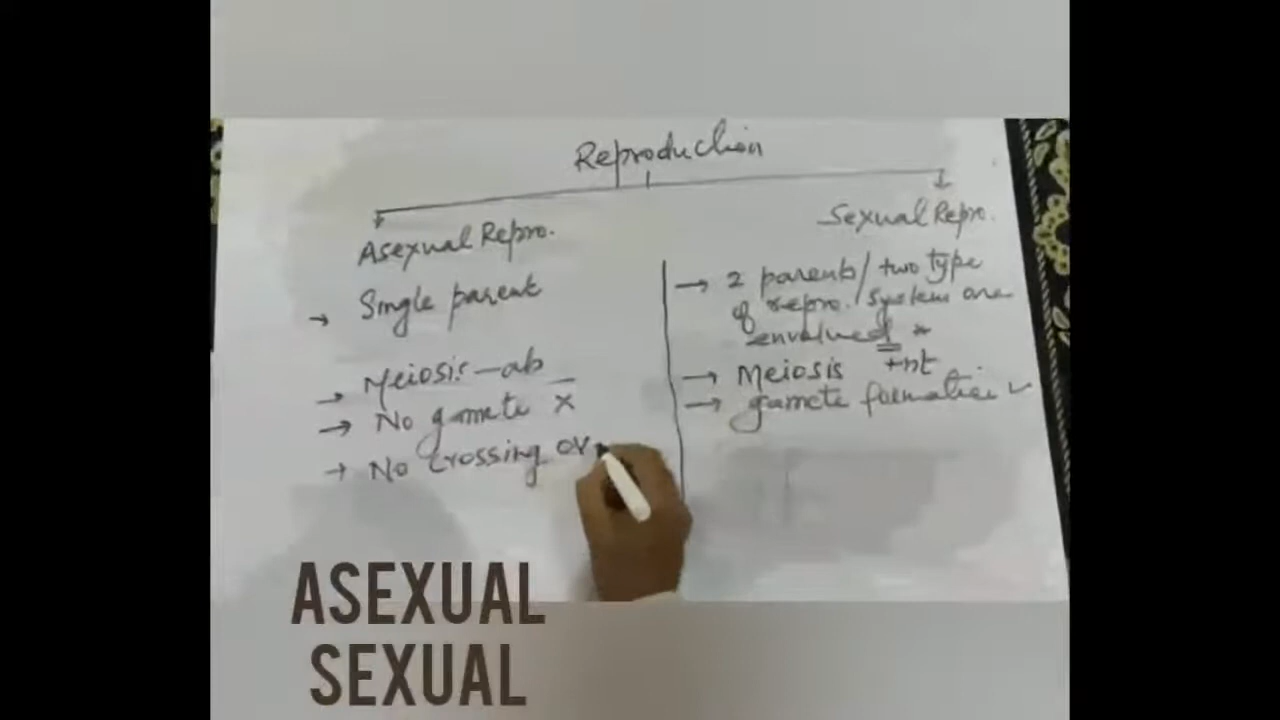 Reproduction
Asexual Repro.
Single parent
Meiosis - ab
No gamete x
No crossing ov
Sexual Repro.
2 parents / two type
of repro. system are
envalued *
Meiosis +nt
gamete formation ✓
ASEXUAL
SEXUAL